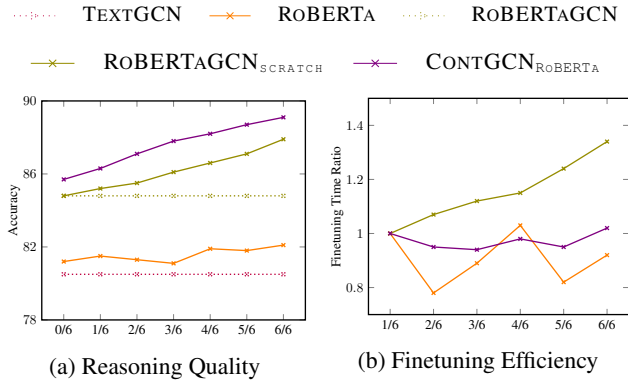 TEXTGCN ROBERTA ROBERTAGCN
ROBERTAGCN_SCRATCH CONTGCN_ROBERTA
90
86
82
78
Accuracy
0/6 1/6 2/6 3/6 4/6 5/6 6/6
(a) Reasoning Quality
1.4
1.2
1
0.8
Finetuning Time Ratio
1/6 2/6 3/6 4/6 5/6 6/6
(b) Finetuning Efficiency